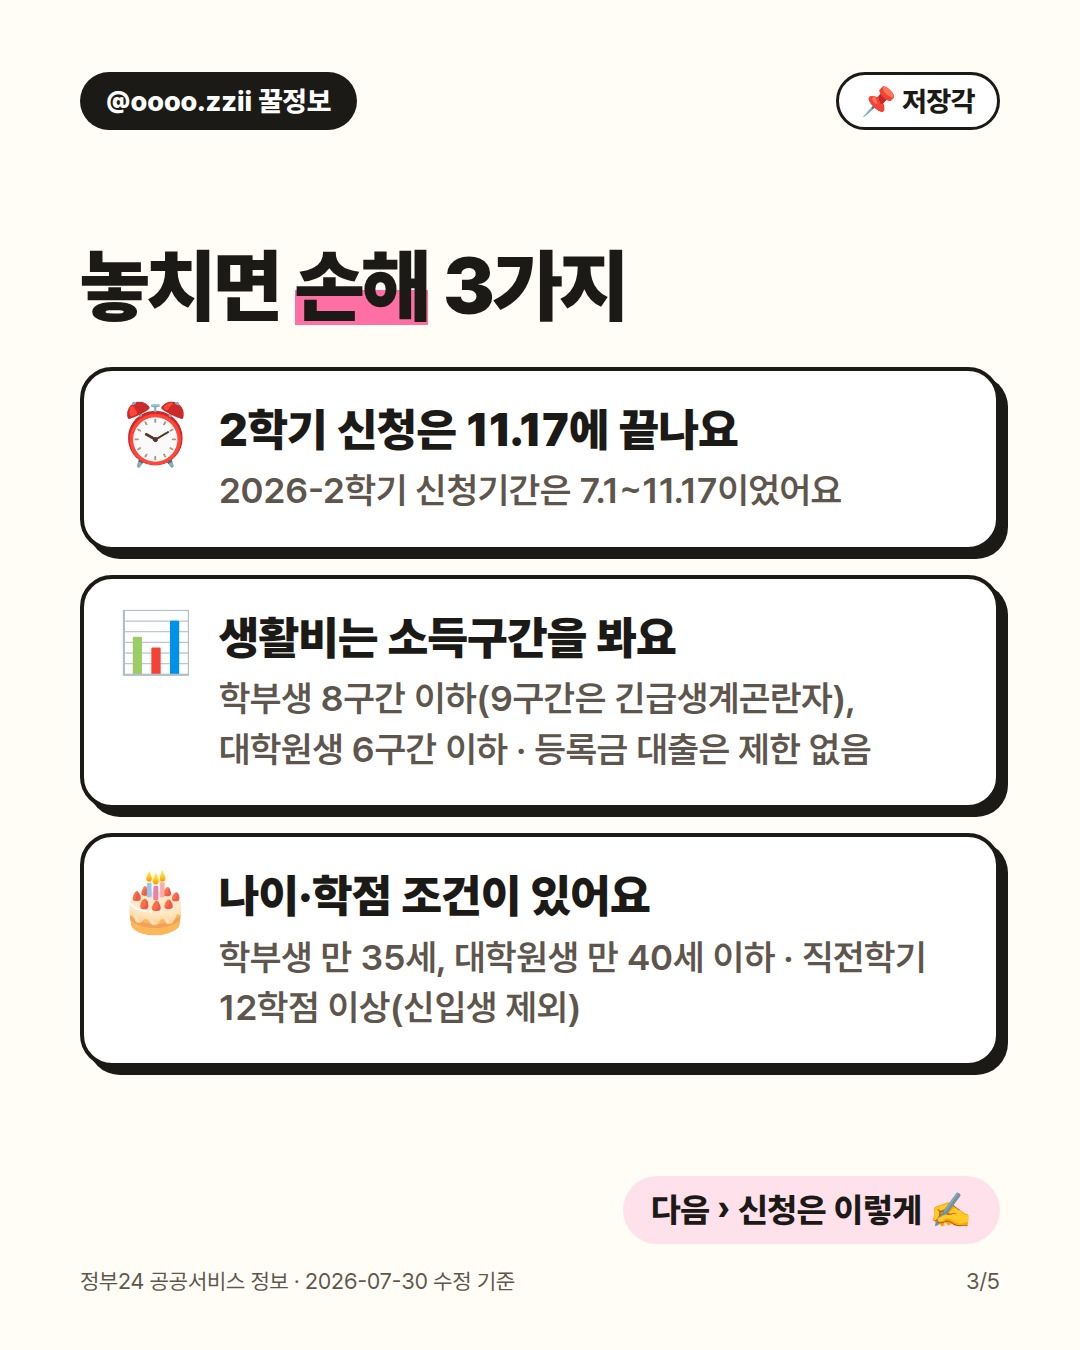 @oooo.zzii 꿀정보
📌 저장각
놓치면 손해 3가지
⏰ 2학기 신청은 11.17에 끝나요
2026-2학기 신청기간은 7.1~11.17이었어요
📊 생활비는 소득구간을 봐요
학부생 8구간 이하(9구간은 긴급생계곤란자),
대학원생 6구간 이하 · 등록금 대출은 제한 없음
🎂 나이·학점 조건이 있어요
학부생 만 35세, 대학원생 만 40세 이하 · 직전학기
12학점 이상(신입생 제외)
다음 › 신청은 이렇게 ✍️
정부24 공공서비스 정보 · 2026-07-30 수정 기준
3/5